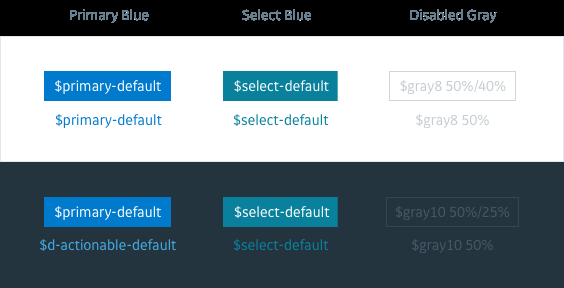 Primary Blue Select Blue Disabled Gray
$primary-default $select-default $gray8 50%/40%
$primary-default $select-default $gray8 50%
$primary-default $select-default $gray10 50%/25%
$d-actionable-default $select-default $gray10 50%